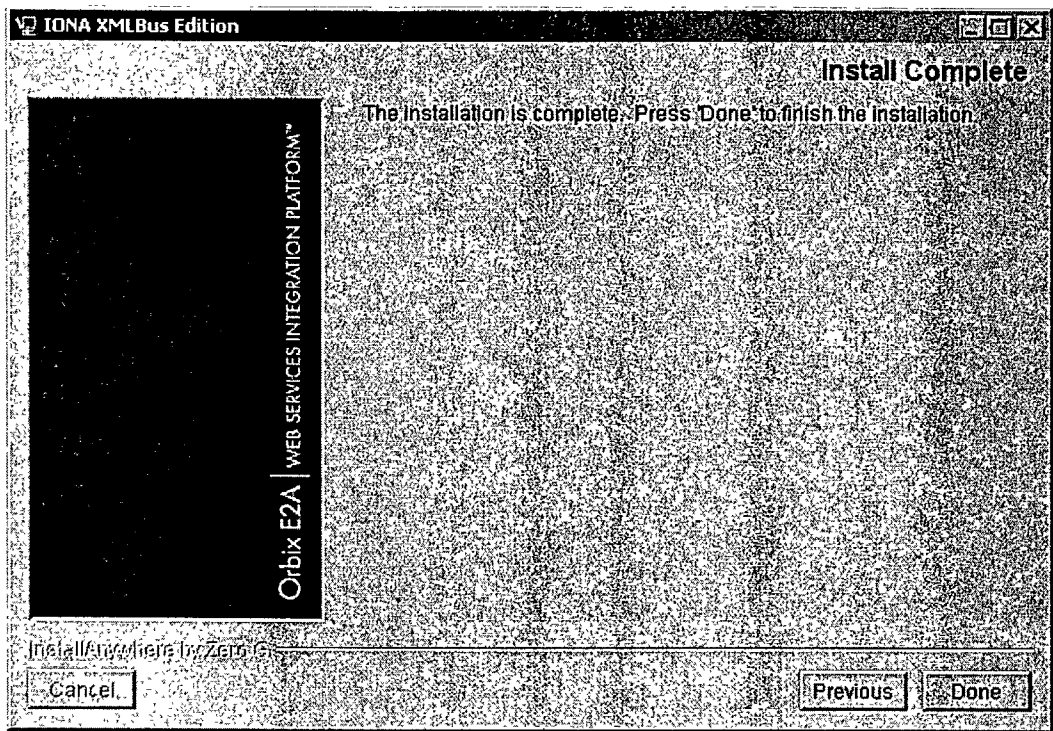 IONA XMLBus Edition
Install Complete
The installation is complete. Press 'Done' to finish the installation.
Orbix E2A | WEB SERVICES INTEGRATION PLATFORM™
InstallAnywhere by Zero G
Cancel
Previous
Done